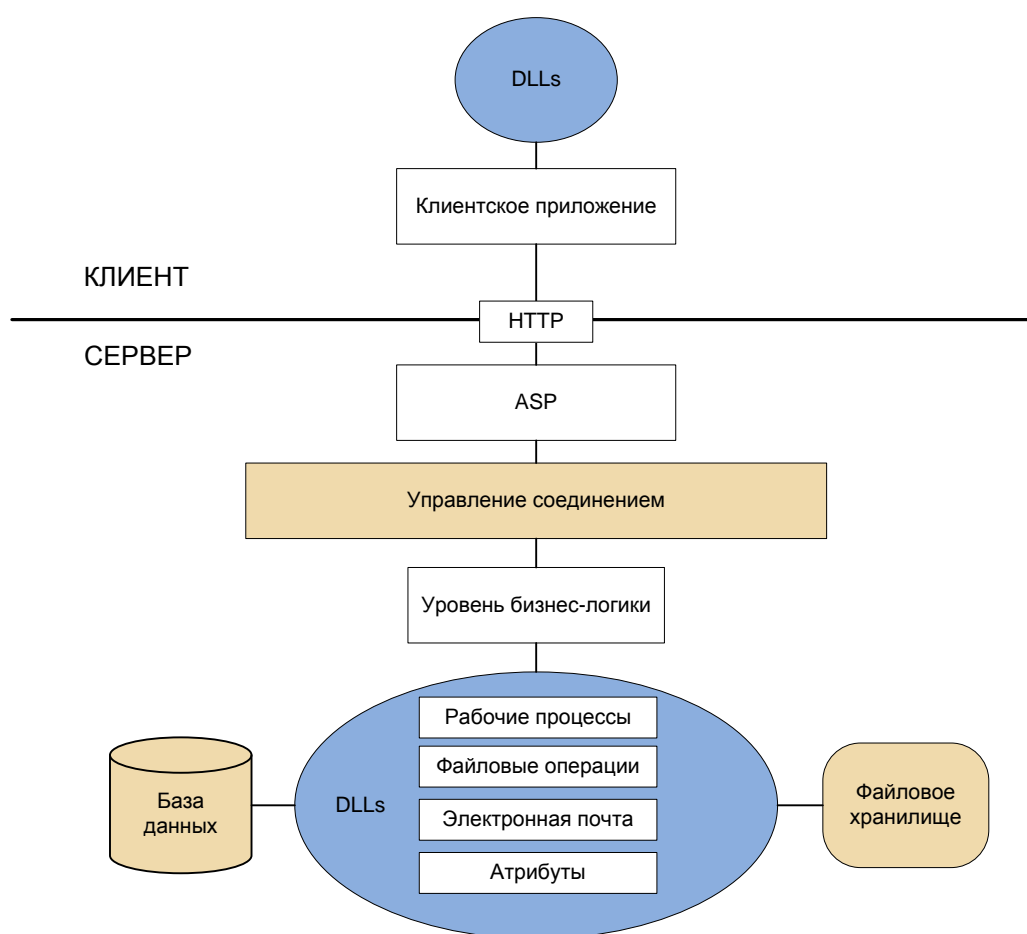 DLLs
Клиентское приложение
КЛИЕНТ
HTTP
СЕРВЕР
ASP
Управление соединением
Уровень бизнес-логики
Рабочие процессы
Файловые операции
База
данных
DLLs
Электронная почта
Файловое
хранилище
Атрибуты